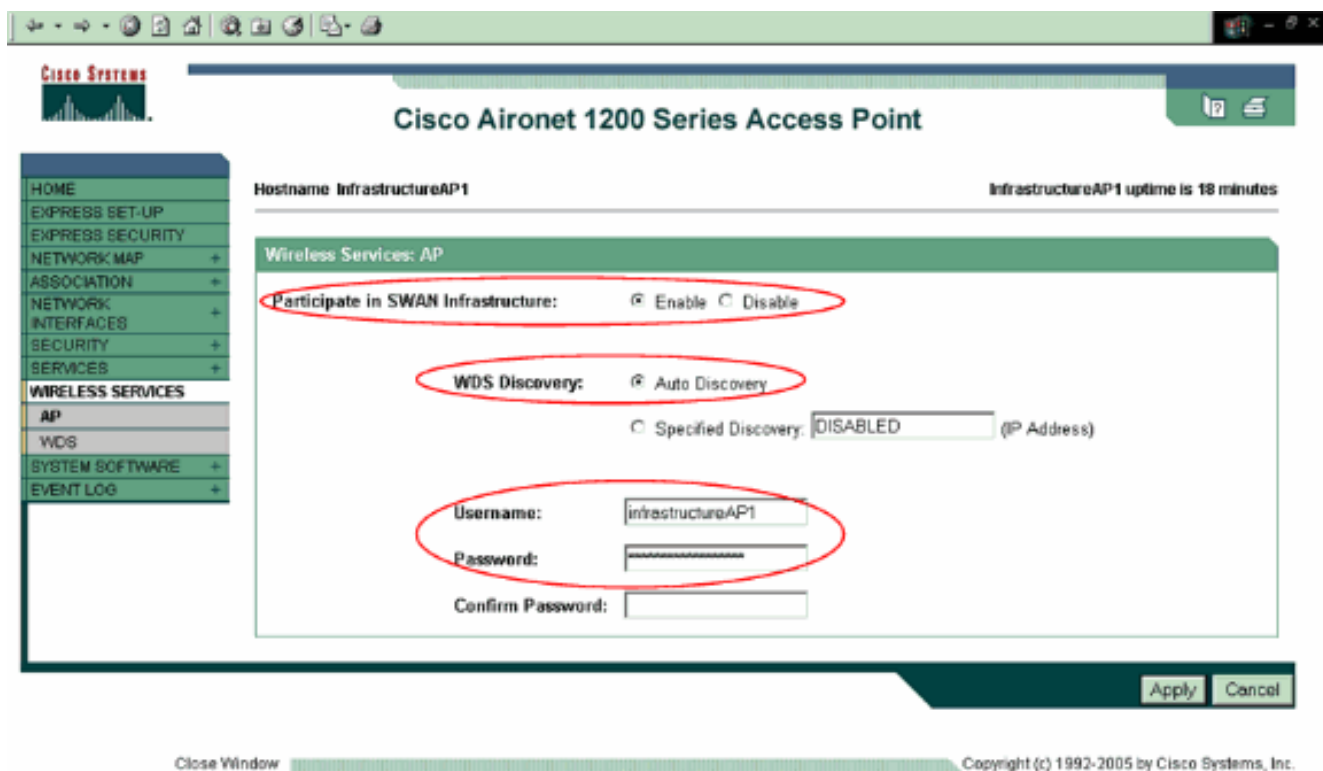 CISCO SYSTEMS
Cisco Aironet 1200 Series Access Point
HOME
EXPRESS SET-UP
EXPRESS SECURITY
NETWORK MAP +
ASSOCIATION +
NETWORK INTERFACES +
SECURITY +
SERVICES +
WIRELESS SERVICES
AP
WDS
SYSTEM SOFTWARE +
EVENT LOG +
Hostname InfrastructureAP1
InfrastructureAP1 uptime is 18 minutes
Wireless Services: AP
Participate in SWAN Infrastructure: Enable Disable
WDS Discovery: Auto Discovery
Specified Discovery: DISABLED (IP Address)
Username: infrastructureAP1
Password:
Confirm Password:
Apply Cancel
Close Window
Copyright (c) 1992-2005 by Cisco Systems, Inc.